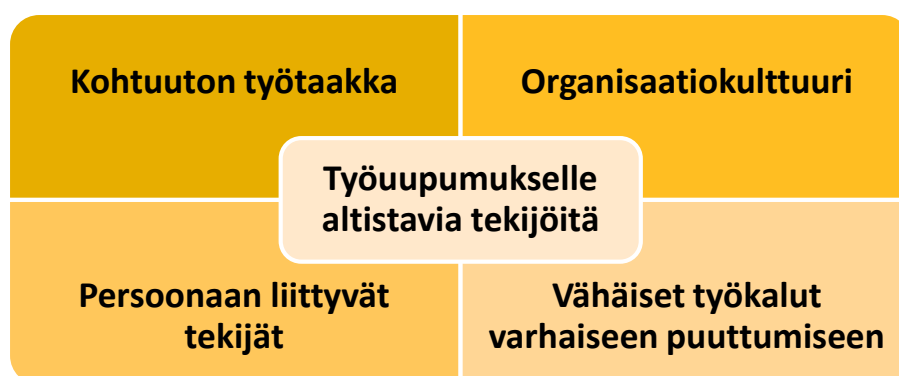 Kohtuuton työtaakka
Organisaatiokulttuuri
Työuupumukselle
altistavia tekijöitä
Persoonaan liittyvät
tekijät
Vähäiset työkalut
varhaiseen puuttumiseen